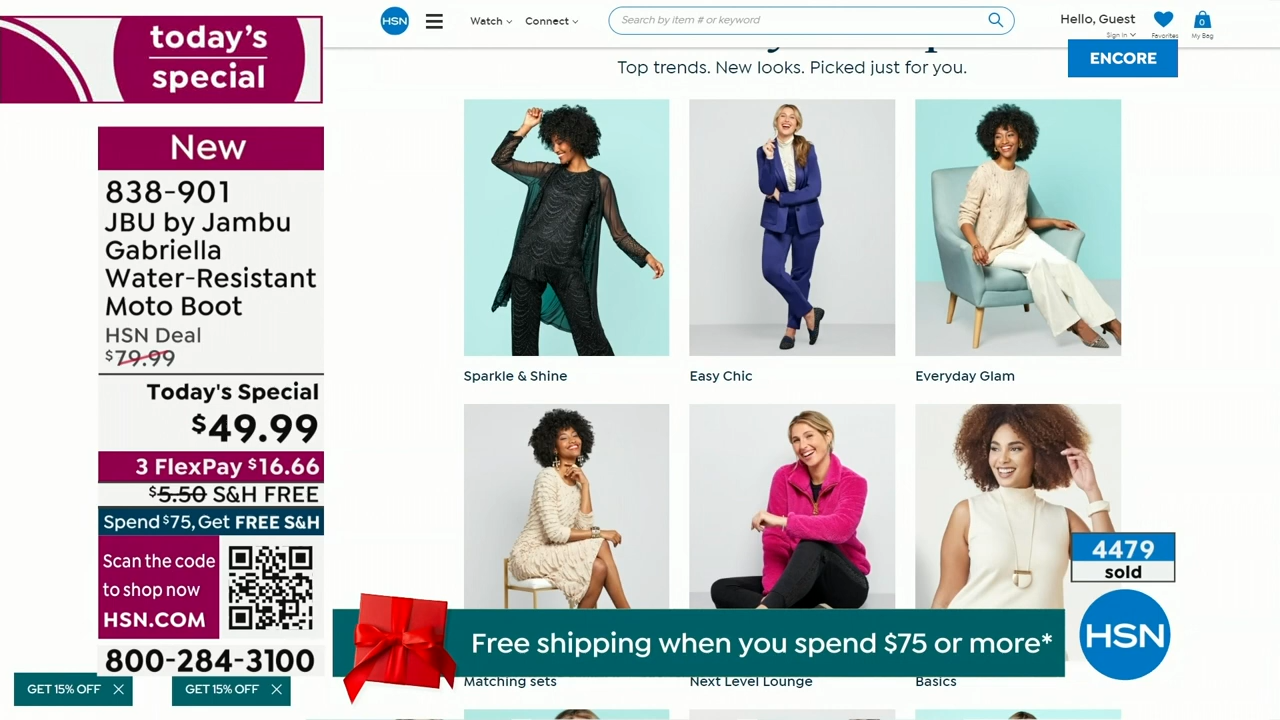 today's
special
New
838-901
JBU by Jambu
Gabriella
Water-Resistant
Moto Boot
HSN Deal
$79.99
Today's Special
$49.99
3 FlexPay $16.66
$5.50 S&H FREE
Spend $75, Get FREE S&H
Scan the code
to shop now
HSN.COM
800-284-3100
GET 15% OFF
GET 15% OFF
HSN
Watch
Connect
Search by item # or keyword
Hello, Guest
Sign In
Favorites
0
My Bag
ENCORE
Top trends. New looks. Picked just for you.
Sparkle & Shine
Easy Chic
Everyday Glam
4479
sold
Free shipping when you spend $75 or more*
HSN
Matching sets
Next Level Lounge
Basics